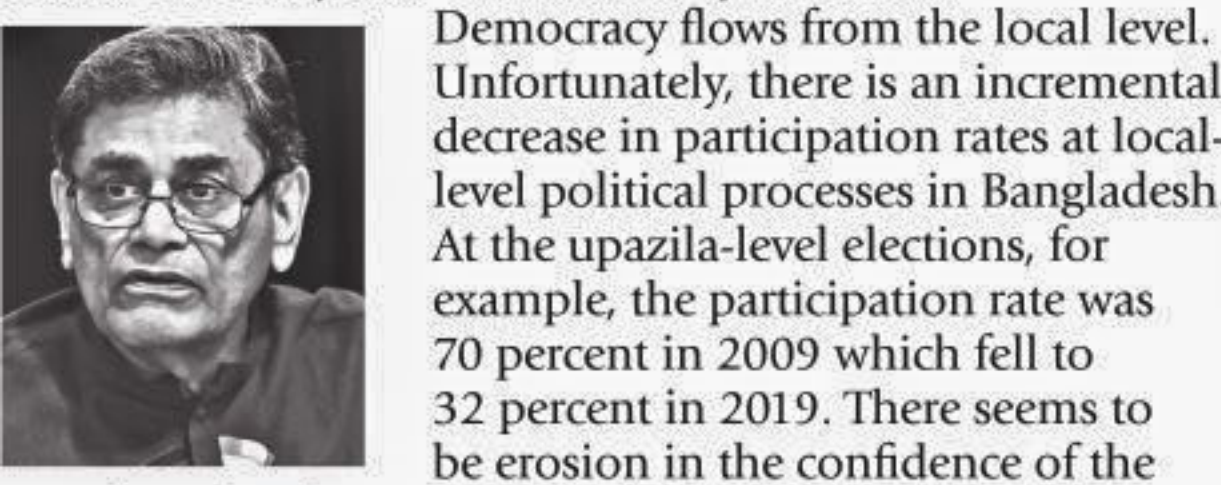 Democracy flows from the local level.
Unfortunately, there is an incremental
decrease in participation rates at local-
level political processes in Bangladesh
At the upazila-level elections, for
example, the participation rate was
70 percent in 2009 which fell to
32 percent in 2019. There seems to
be erosion in the confidence of the